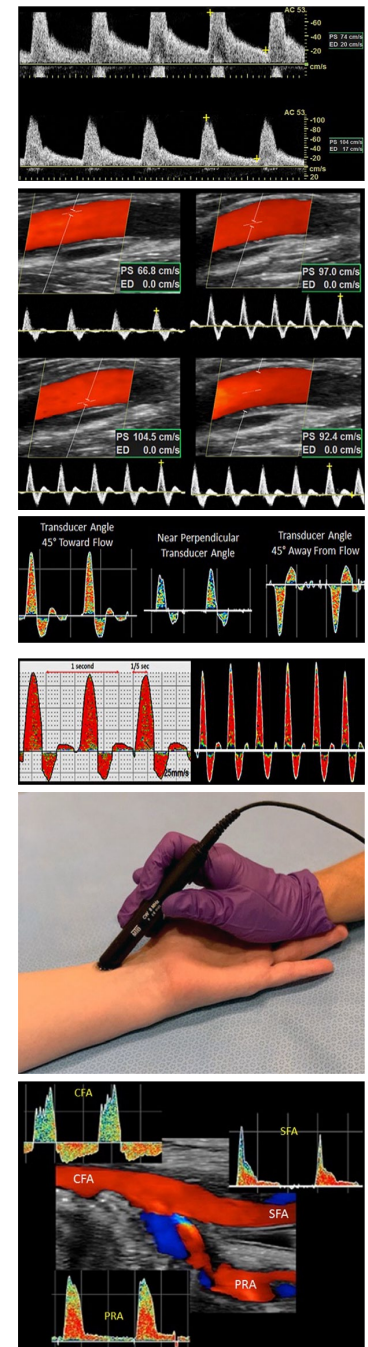 AC 53
-60
-40
-20
cm/s
PS 74 cm/s
ED 20 cm/s
AC 53
-100
-80
-60
-40
-20
cm/s
20
PS 104 cm/s
ED 17 cm/s
PS 66.8 cm/s
ED 0.0 cm/s
PS 97.0 cm/s
ED 0.0 cm/s
PS 104.5 cm/s
ED 0.0 cm/s
PS 92.4 cm/s
ED 0.0 cm/s
Transducer Angle
45° Toward Flow
Near Perpendicular
Transducer Angle
Transducer Angle
45° Away From Flow
1 second
1/5 sec
25mm/s
CFA
SFA
CFA
SFA
PRA
PRA